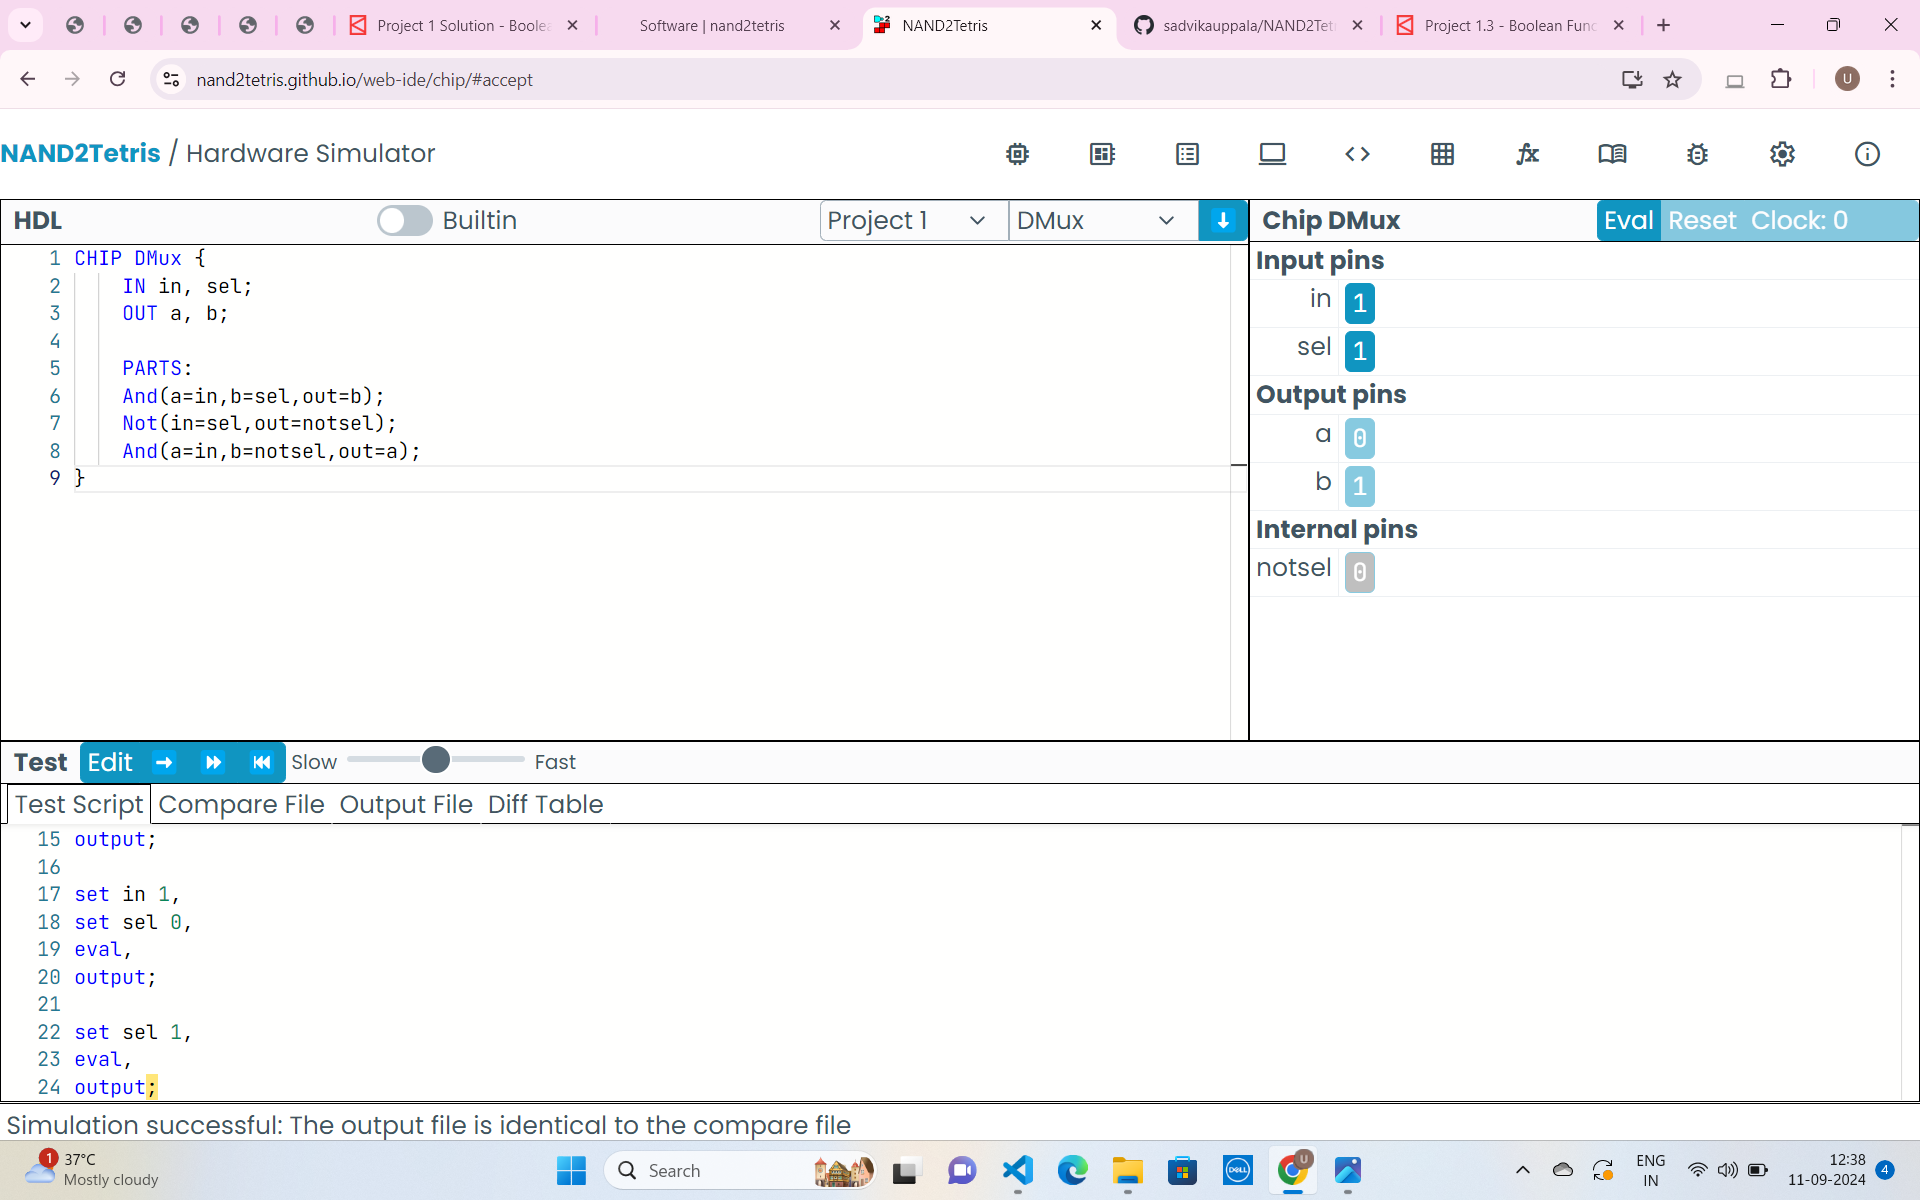 Project 1 Solution - Boole
Software | nand2tetris
NAND2Tetris
sadvikauppala/NAND2Tet
Project 1.3 - Boolean Func
nand2tetris.github.io/web-ide/chip/#accept
U
NAND2Tetris / Hardware Simulator
HDL
Builtin
Project 1
DMux
Chip DMux
Eval Reset Clock: 0
1 CHIP DMux {
2 IN in, sel;
3 OUT a, b;
4
5 PARTS:
6 And(a=in,b=sel,out=b);
7 Not(in=sel,out=notsel);
8 And(a=in,b=notsel,out=a);
9 }
Input pins
in 1
sel 1
Output pins
a 0
b 1
Internal pins
notsel 0
Test Edit Slow Fast
Test Script Compare File Output File Diff Table
15 output;
16
17 set in 1,
18 set sel 0,
19 eval,
20 output;
21
22 set sel 1,
23 eval,
24 output;
Simulation successful: The output file is identical to the compare file
1
37°C
Mostly cloudy
Search
DELL
U
ENG
IN
12:38
11-09-2024
4